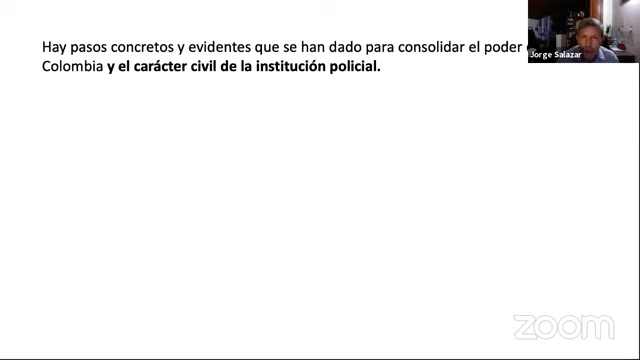 Hay pasos concretos y evidentes que se han dado para consolidar el poder
Colombia y el carácter civil de la institución policial.
Jorge Salazar
zoom